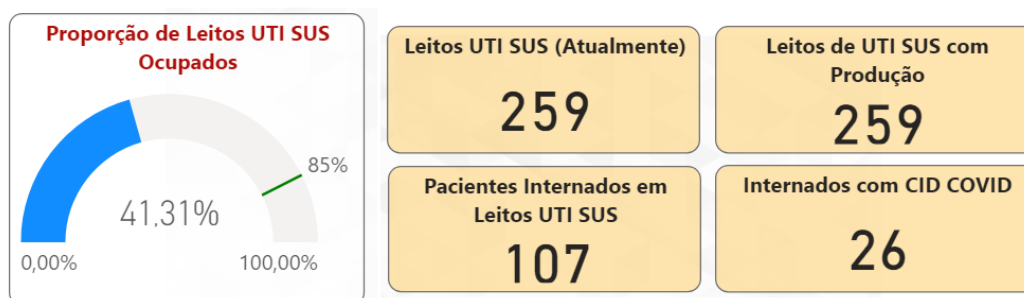 Proporção de Leitos UTI SUS
Ocupados
85%
41,31%
0,00%
100,00%
Leitos UTI SUS (Atualmente)
259
Leitos de UTI SUS com
Produção
259
Pacientes Internados em
Leitos UTI SUS
107
Internados com CID COVID
26